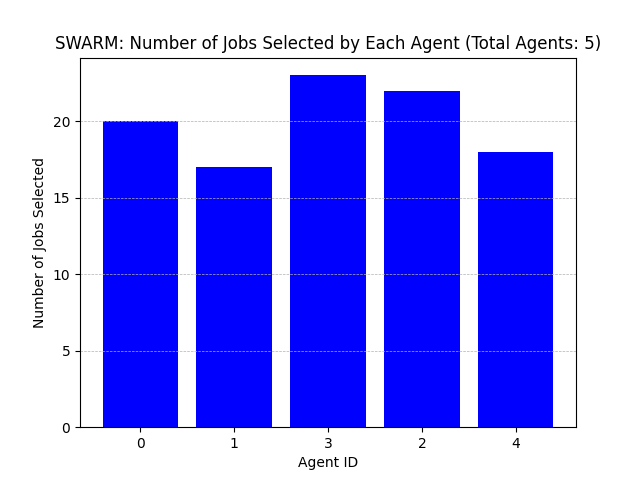 SWARM: Number of Jobs Selected by Each Agent (Total Agents: 5)
Number of Jobs Selected
20
15
10
5
0
0 1 3 2 4
Agent ID